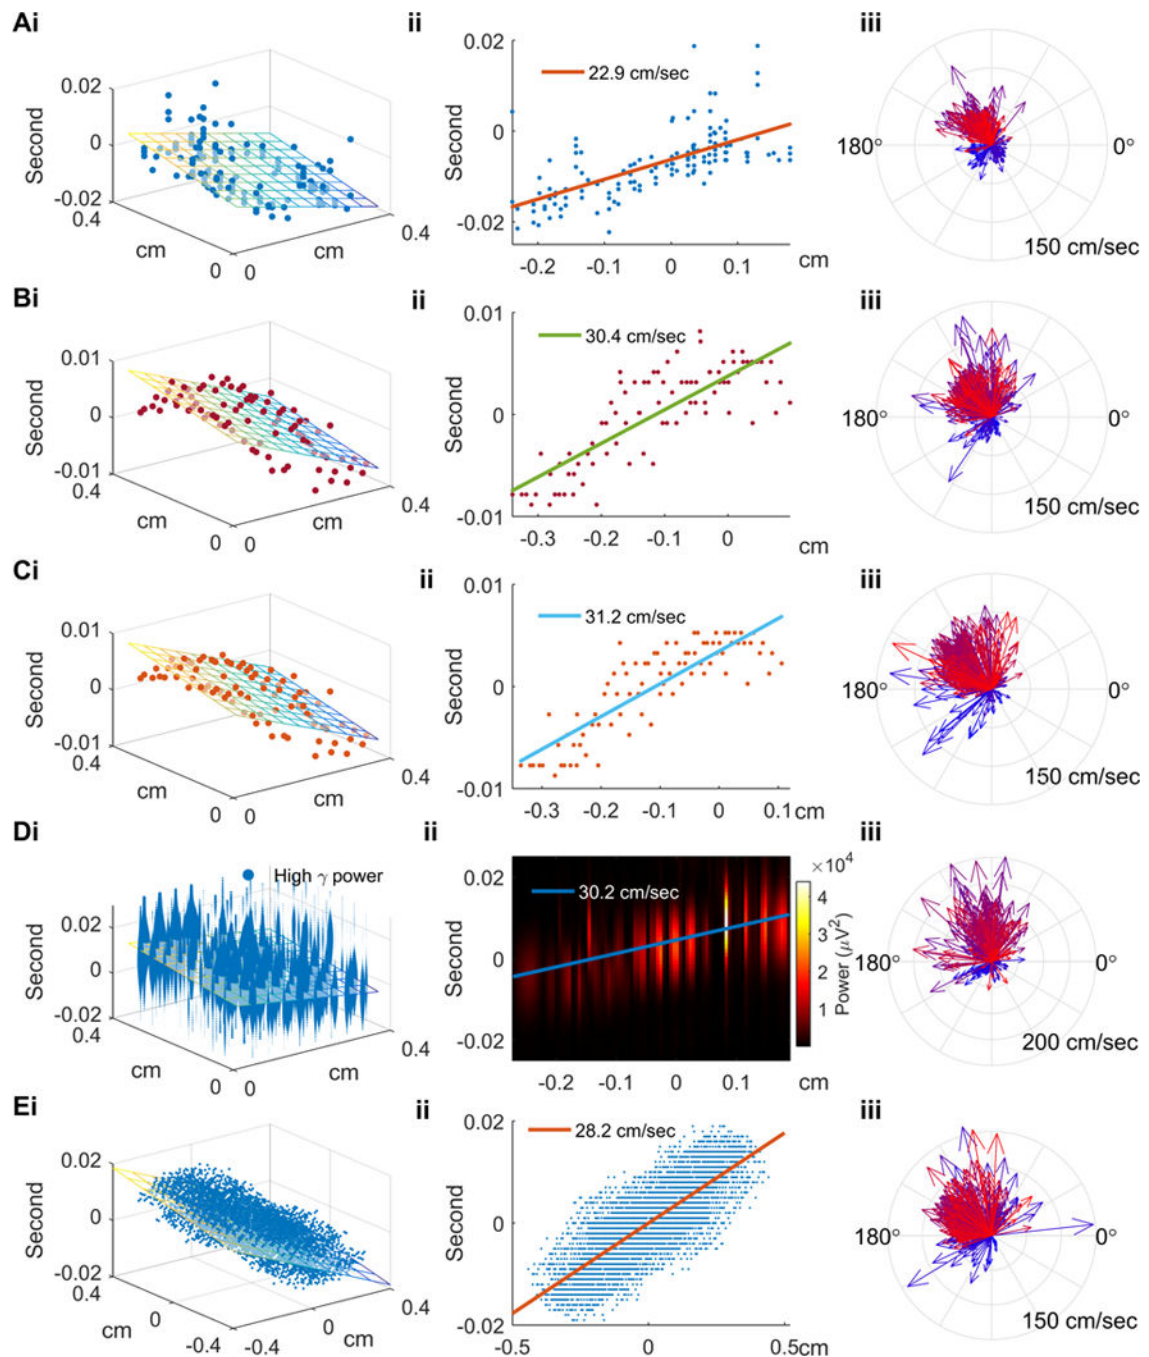 Ai
Second
0.02
0
-0.02
0.4
cm
0
0
cm
0.4
ii
Second
0.02
0
-0.02
22.9 cm/sec
-0.2
-0.1
0
0.1
cm
iii
180°
0°
150 cm/sec
Bi
Second
0.01
0
-0.01
0.4
cm
0
0
cm
0.4
ii
Second
0.01
0
-0.01
30.4 cm/sec
-0.3
-0.2
-0.1
0
cm
iii
180°
0°
150 cm/sec
Ci
Second
0.01
0
-0.01
0.4
cm
0
0
cm
0.4
ii
Second
0.01
0
-0.01
31.2 cm/sec
-0.3
-0.2
-0.1
0
0.1
cm
iii
180°
0°
150 cm/sec
Di
High γ power
Second
0.02
0
-0.02
0.4
cm
0
0
cm
0.4
ii
Second
0.02
0
-0.02
30.2 cm/sec
-0.2
-0.1
0
0.1
cm
×10⁴
4
3
2
1
Power (μV²)
iii
180°
0°
200 cm/sec
Ei
Second
0.02
0
-0.02
0.4
0
cm
-0.4
-0.4
0
cm
0.4
ii
Second
0.02
0
-0.02
28.2 cm/sec
-0.5
0
0.5cm
iii
180°
0°
150 cm/sec